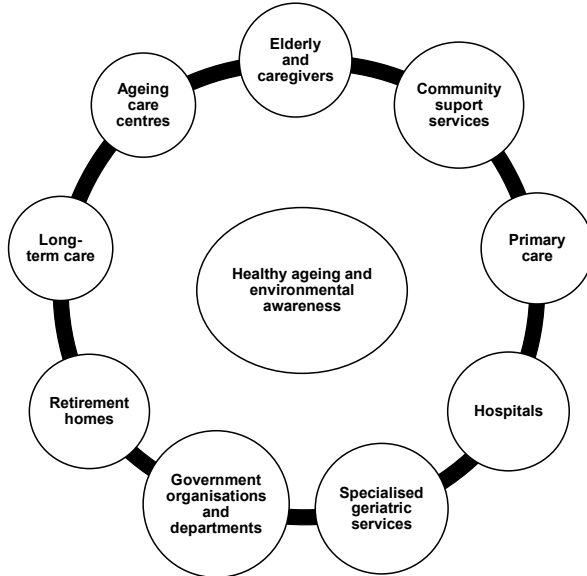 Elderly
and
caregivers
Community
suport
services
Primary
care
Hospitals
Specialised
geriatric
services
Government
organisations
and
departments
Retirement
homes
Long-
term care
Ageing
care
centres
Healthy ageing and
environmental
awareness